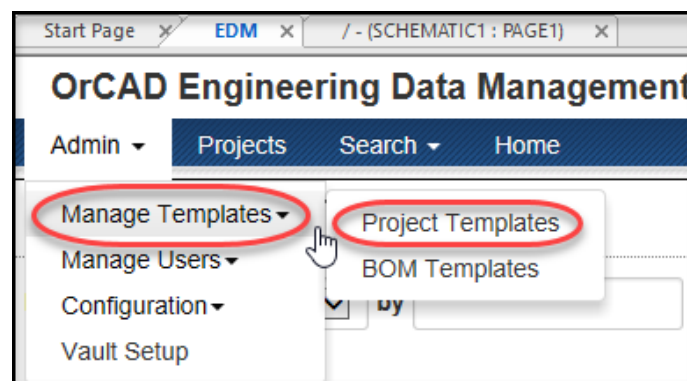 Start Page
EDM
/ - (SCHEMATIC1 : PAGE1)
OrCAD Engineering Data Management
Admin
Projects
Search
Home
Manage Templates
Project Templates
Manage Users
BOM Templates
Configuration
by
Vault Setup